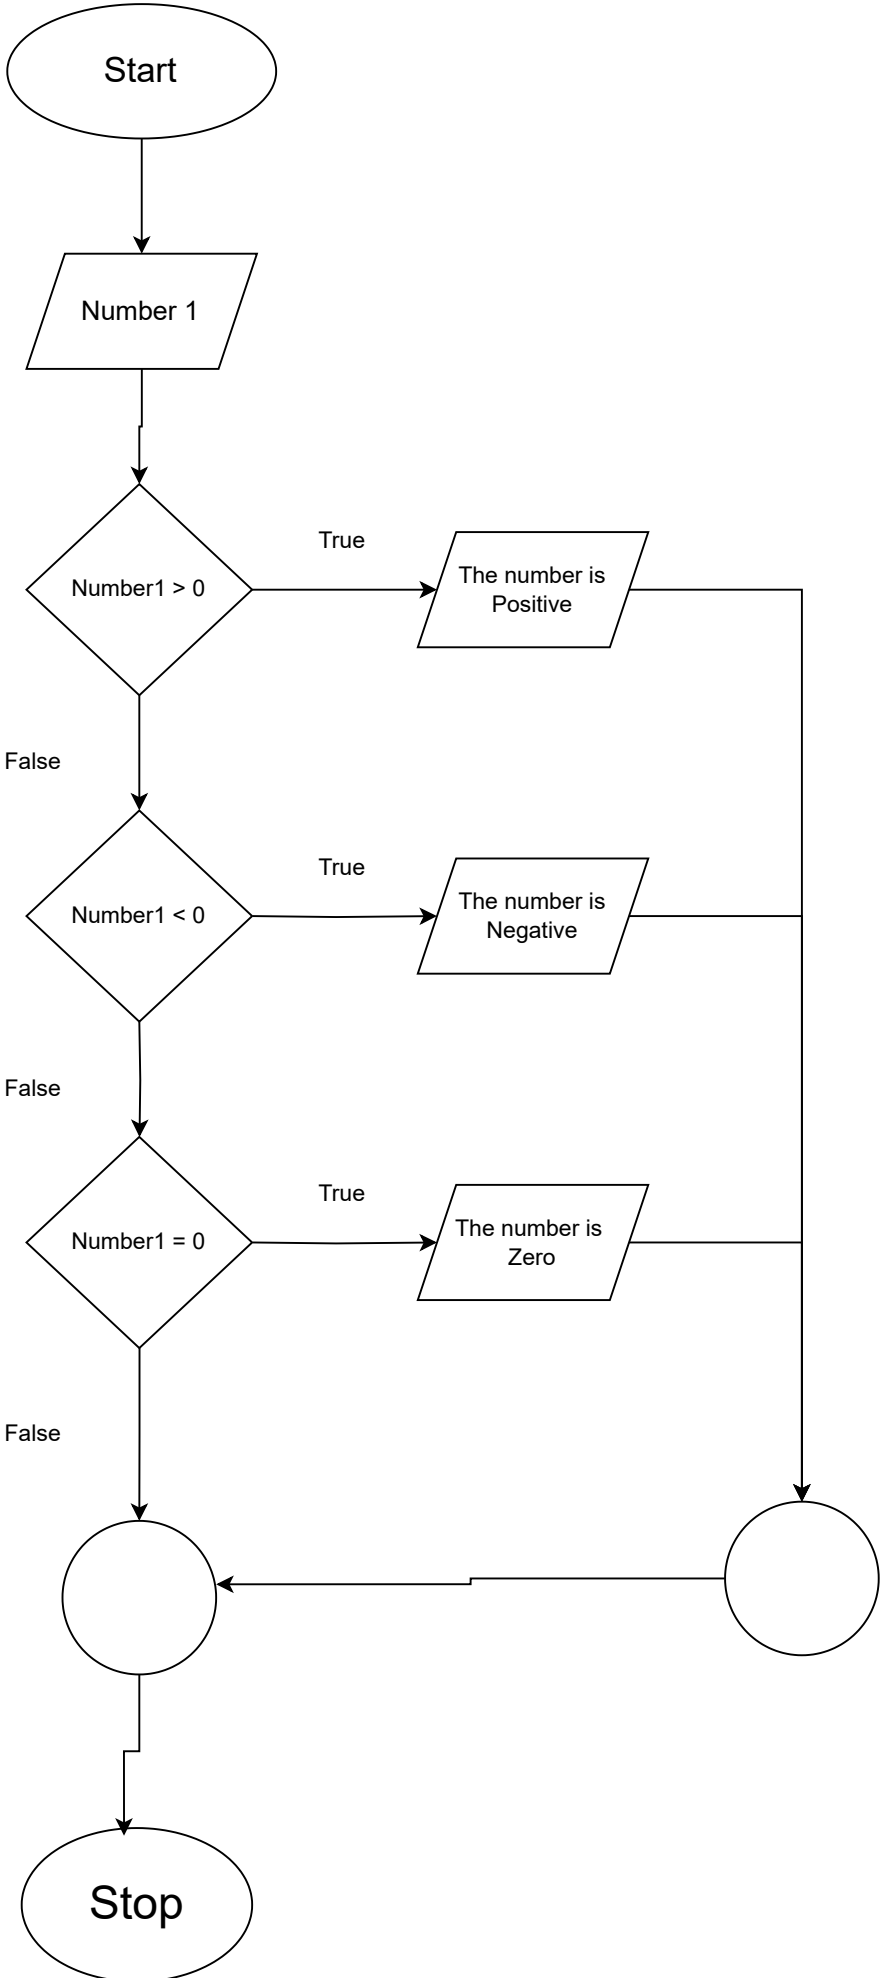 Start
Number 1
True
Number1 > 0
The number is
Positive
False
True
Number1 < 0
The number is
Negative
False
True
Number1 = 0
The number is
Zero
False
Stop